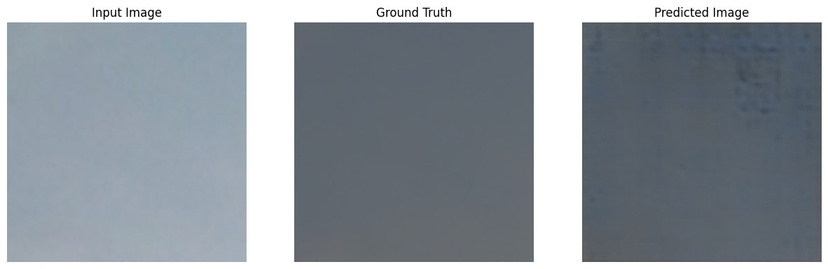 Input Image
Ground Truth
Predicted Image